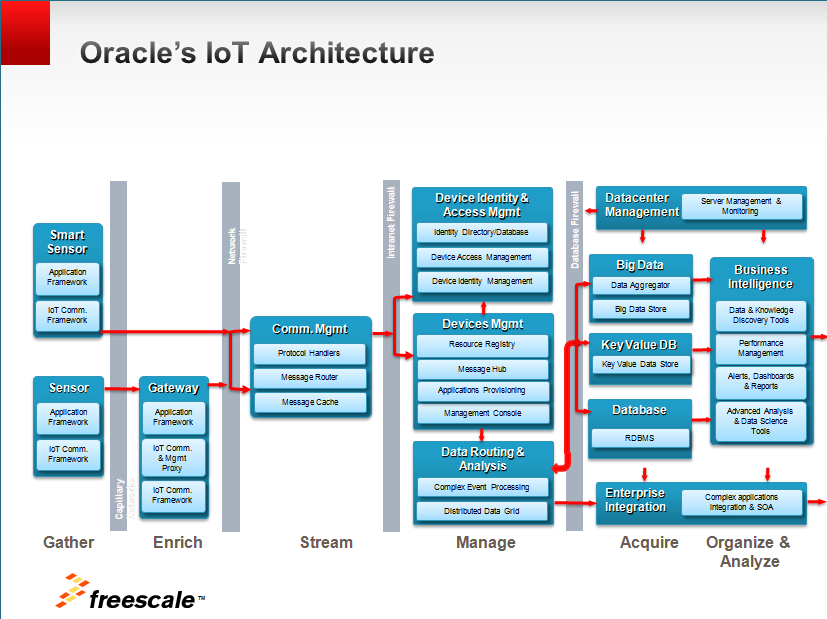 Oracle's IoT Architecture
Smart
Sensor
Application
Framework
IoT Comm.
Framework
Sensor
Application
Framework
IoT Comm.
Framework
Capillary
Networks
Gateway
Application
Framework
IoT Comm.
& Mgmt
Proxy
IoT Comm.
Framework
Network
Firewall
Comm. Mgmt
Protocol Handlers
Message Router
Message Cache
Intranet Firewall
Device Identity &
Access Mgmt
Identity Directory/Database
Device Access Management
Device Identity Management
Devices Mgmt
Resource Registry
Message Hub
Applications Provisioning
Management Console
Data Routing &
Analysis
Complex Event Processing
Distributed Data Grid
Database Firewall
Datacenter
Management
Server Management &
Monitoring
Big Data
Data Aggregator
Big Data Store
Key Value DB
Key Value Data Store
Database
RDBMS
Business
Intelligence
Data & Knowledge
Discovery Tools
Performance
Management
Alerts, Dashboards
& Reports
Advanced Analysis
& Data Science
Tools
Enterprise
Integration
Complex applications
Integration & SOA
Gather
Enrich
Stream
Manage
Acquire
Organize &
Analyze
freescale TM